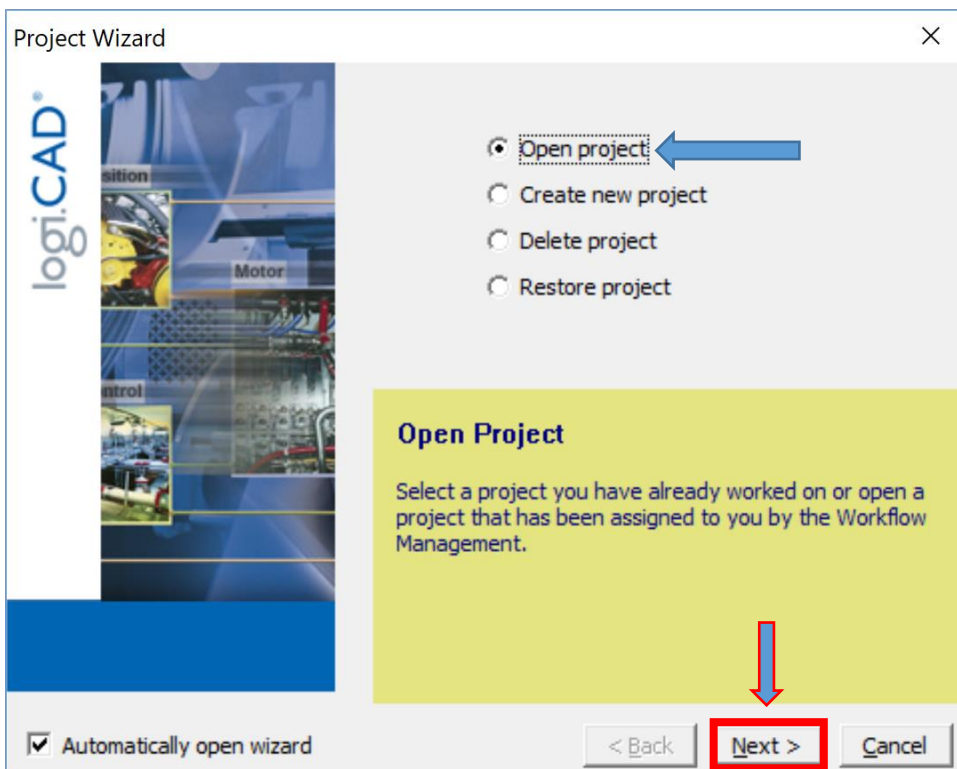 Project Wizard
logi.CAD
sition
Motor
ntrol
Open project
Create new project
Delete project
Restore project
Open Project
Select a project you have already worked on or open a
project that has been assigned to you by the Workflow
Management.
Automatically open wizard
< Back
Next >
Cancel